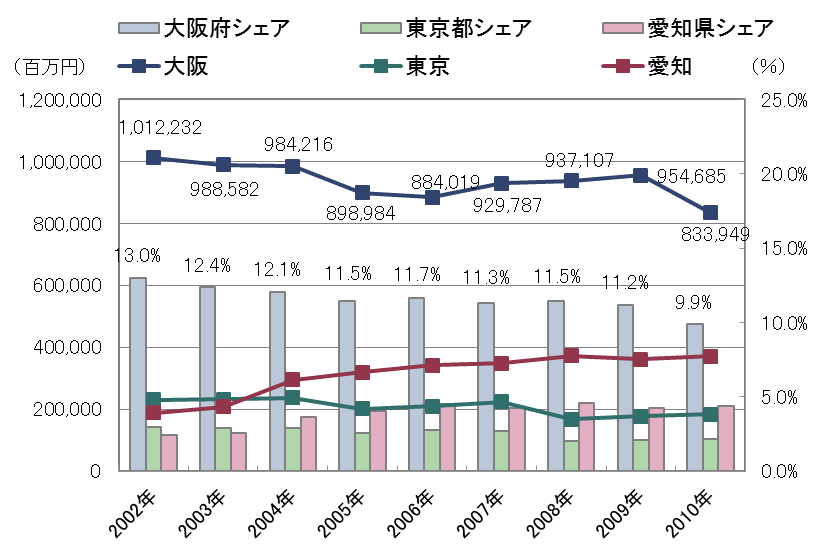 大阪府シェア 東京都シェア 愛知県シェア
大阪 東京 愛知
（百万円） （％）
1,200,000 25.0%
1,012,232
984,216
1,000,000 937,107
20.0%
988,582 884,019 954,685
898,984 929,787
800,000 833,949
15.0%
13.0% 12.4% 12.1% 11.5% 11.7% 11.3% 11.5% 11.2% 9.9%
600,000
10.0%
400,000
5.0%
200,000
0 0.0%
2002年 2003年 2004年 2005年 2006年 2007年 2008年 2009年 2010年